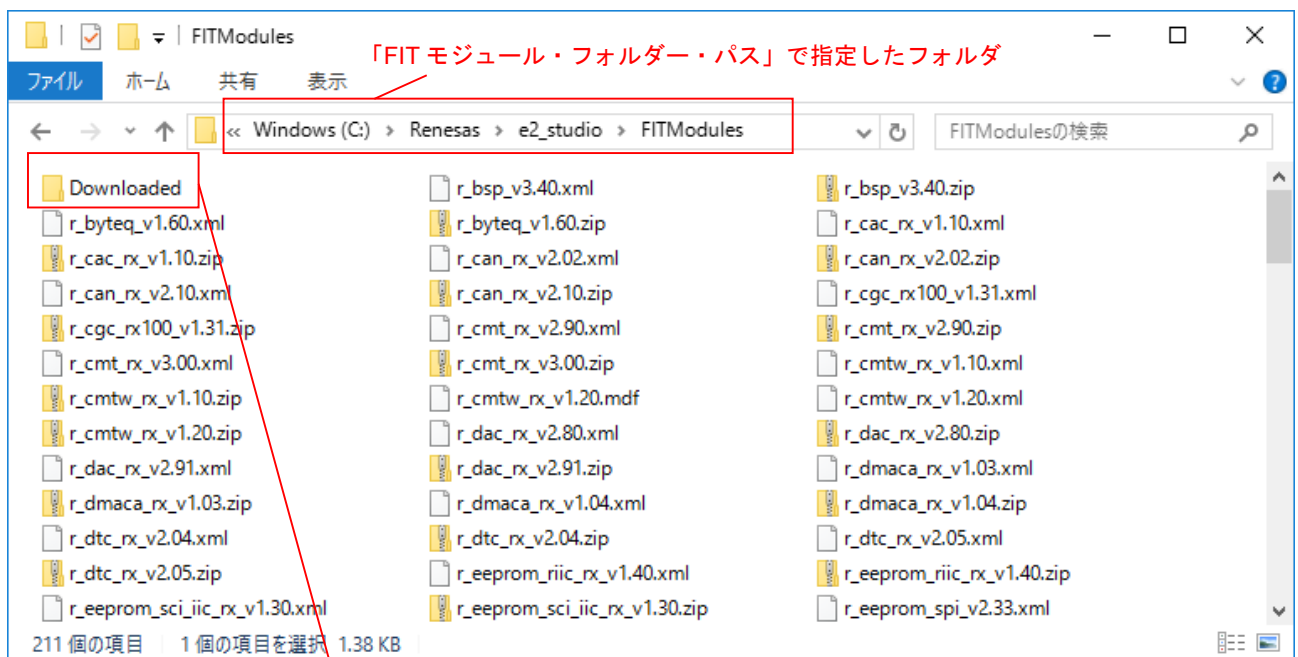 FITModules
「FIT モジュール・フォルダー・パス」で指定したフォルダ
ファイル ホーム 共有 表示
« Windows (C:) › Renesas › e2_studio › FITModules FITModulesの検索
Downloaded r_bsp_v3.40.xml r_bsp_v3.40.zip
r_byteq_v1.60.xml r_byteq_v1.60.zip r_cac_rx_v1.10.xml
r_cac_rx_v1.10.zip r_can_rx_v2.02.xml r_can_rx_v2.02.zip
r_can_rx_v2.10.xml r_can_rx_v2.10.zip r_cgc_rx100_v1.31.xml
r_cgc_rx100_v1.31.zip r_cmt_rx_v2.90.xml r_cmt_rx_v2.90.zip
r_cmt_rx_v3.00.xml r_cmt_rx_v3.00.zip r_cmtw_rx_v1.10.xml
r_cmtw_rx_v1.10.zip r_cmtw_rx_v1.20.mdf r_cmtw_rx_v1.20.xml
r_cmtw_rx_v1.20.zip r_dac_rx_v2.80.xml r_dac_rx_v2.80.zip
r_dac_rx_v2.91.xml r_dac_rx_v2.91.zip r_dmaca_rx_v1.03.xml
r_dmaca_rx_v1.03.zip r_dmaca_rx_v1.04.xml r_dmaca_rx_v1.04.zip
r_dtc_rx_v2.04.xml r_dtc_rx_v2.04.zip r_dtc_rx_v2.05.xml
r_dtc_rx_v2.05.zip r_eeprom_riic_rx_v1.40.xml r_eeprom_riic_rx_v1.40.zip
r_eeprom_sci_iic_rx_v1.30.xml r_eeprom_sci_iic_rx_v1.30.zip r_eeprom_spi_v2.33.xml
211 個の項目 1 個の項目を選択 1.38 KB